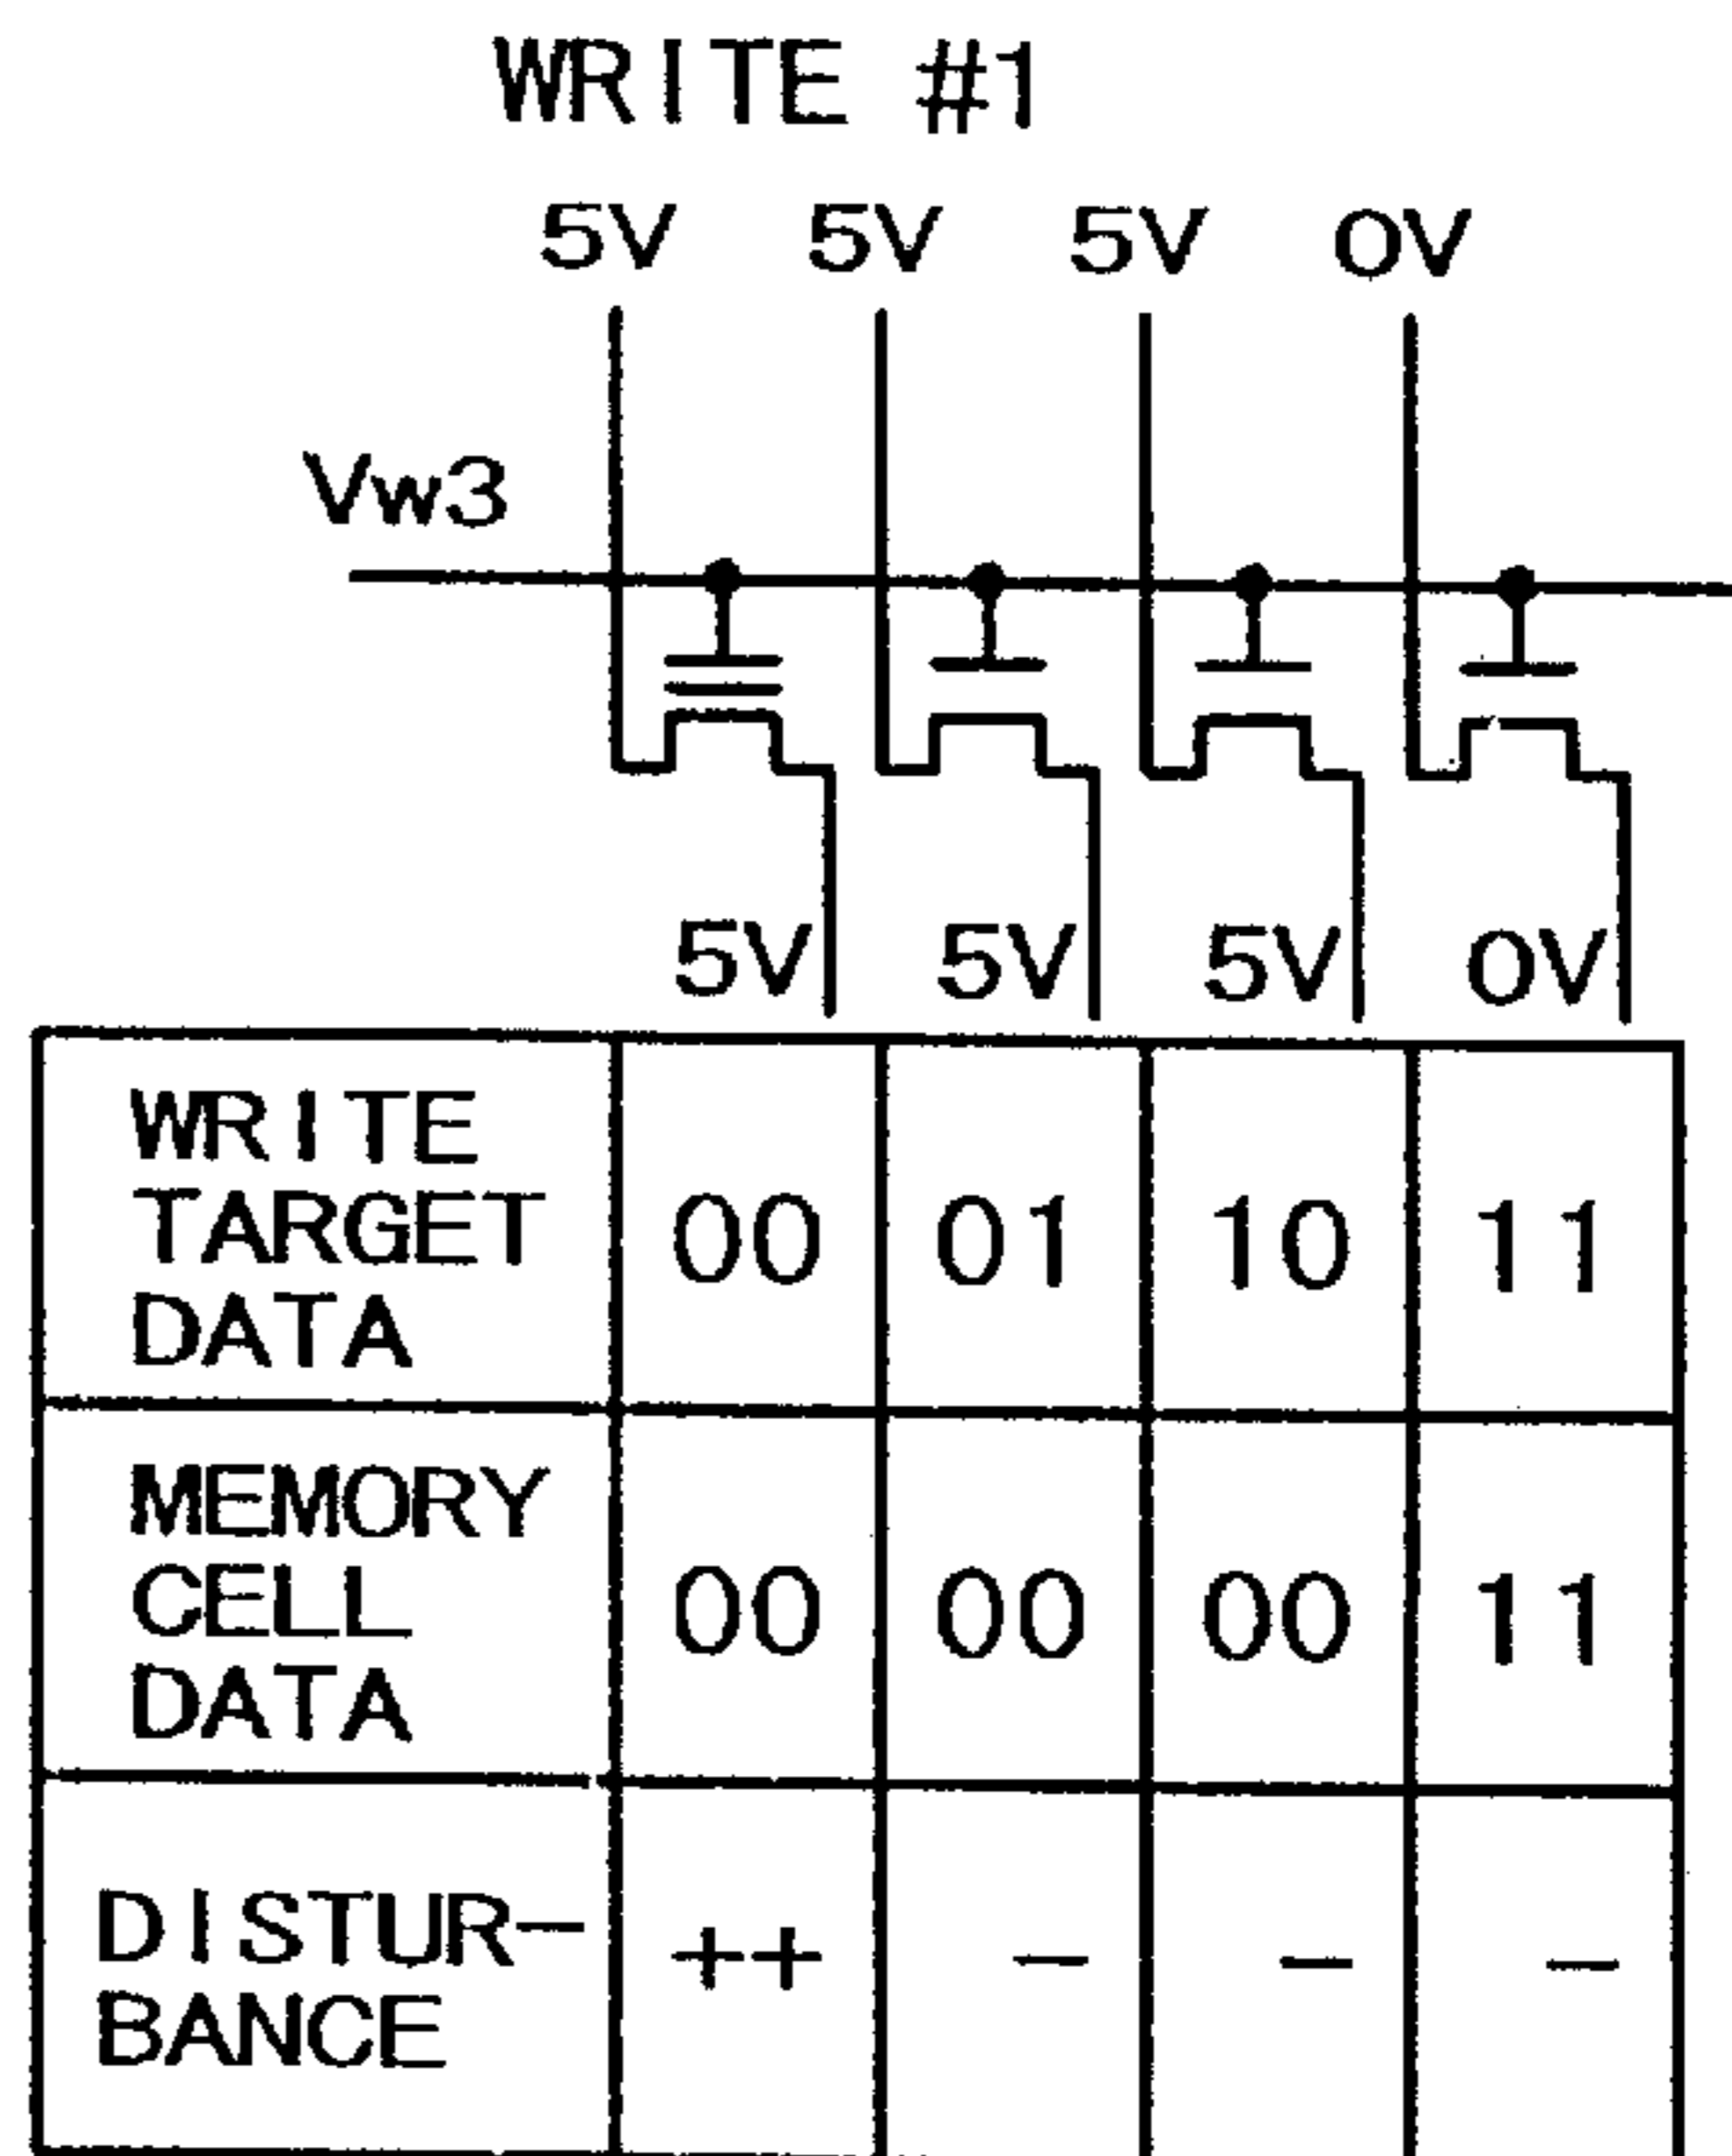 WRITE #1
5V 5V 5V 0V
Vw3
5V 5V 5V 0V
WRITE
TARGET
DATA
00 01 10 11
MEMORY
CELL
DATA
00 00 00 11
DISTUR-
BANCE
++ - - -